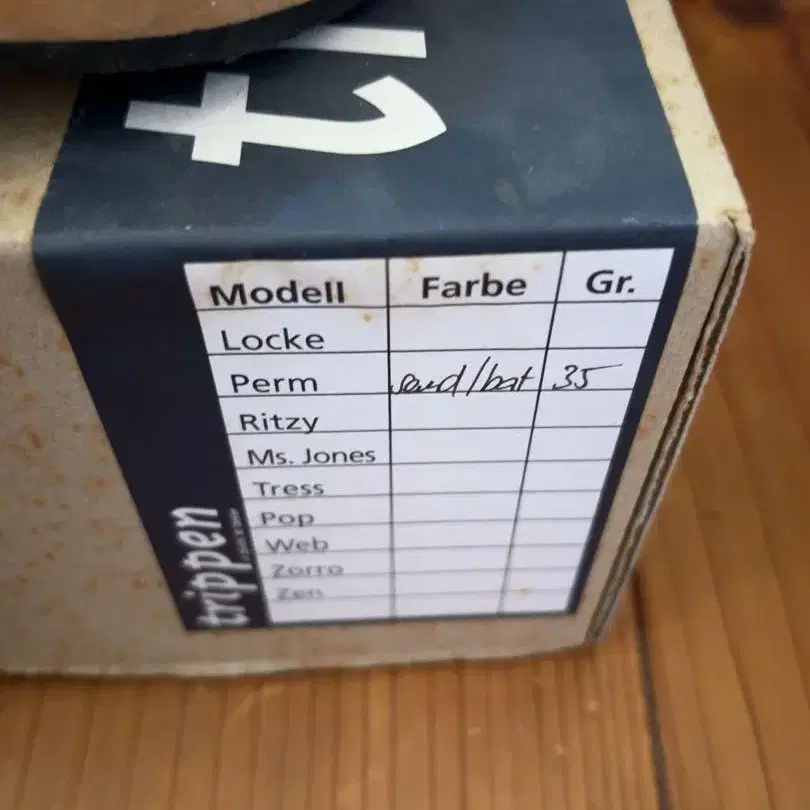 Modell Farbe Gr.
Locke
Perm sand/bat 35
Ritzy
Ms. Jones
Tress
Pop
Web
Zorro
Zen
trippen